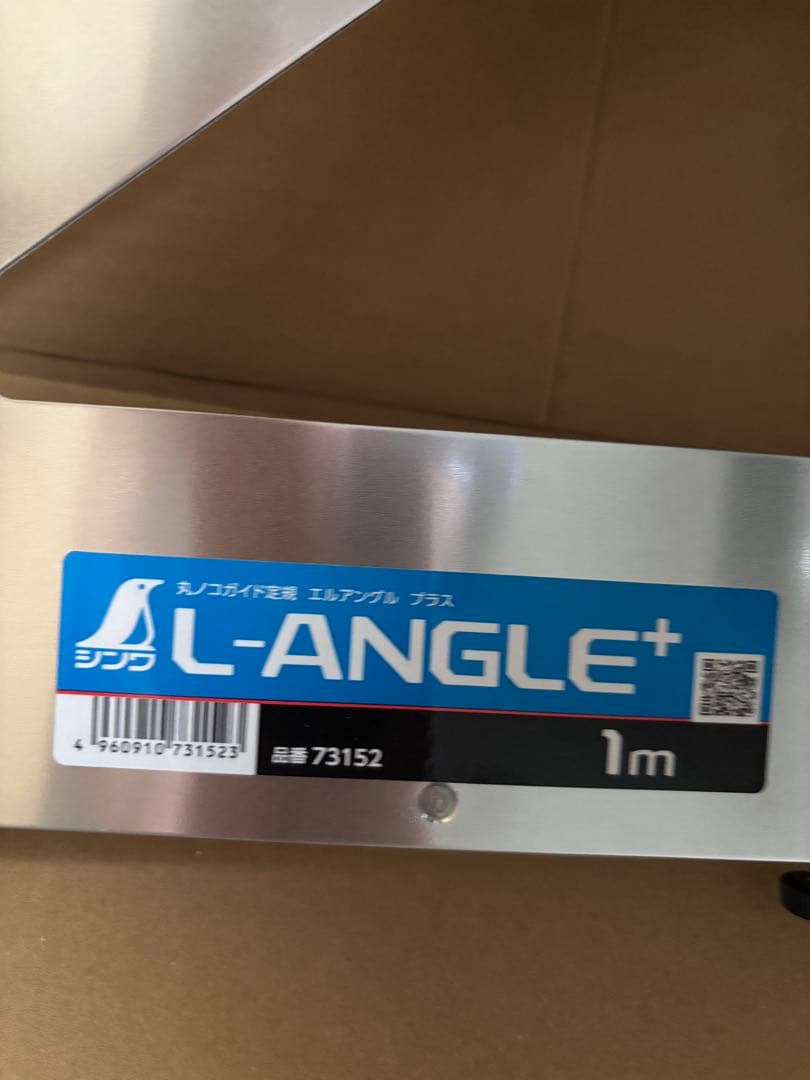 丸ノコガイド定規 エルアングル プラス
シンワ
L-ANGLE+
4 960910 731523
品番 73152
1m